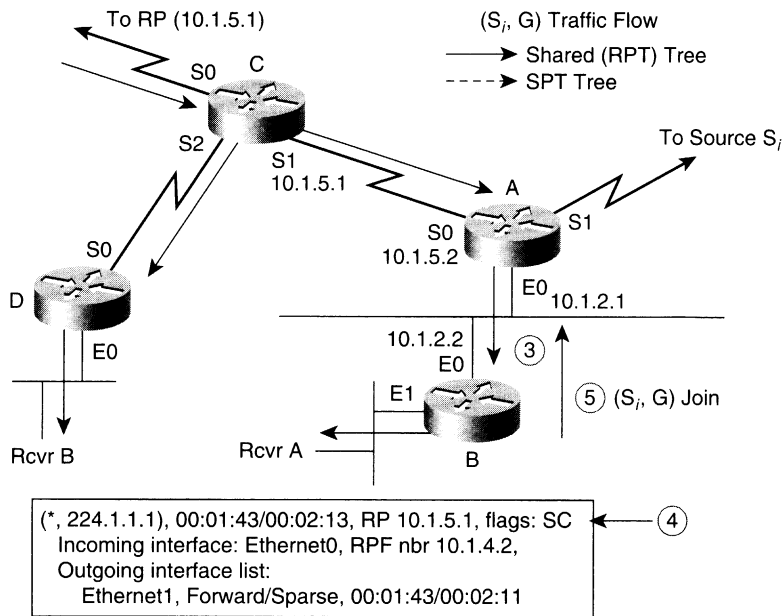 To RP (10.1.5.1)
(Si, G) Traffic Flow
Shared (RPT) Tree
SPT Tree
C
S0
S2
S1
10.1.5.1
To Source Si
A
S1
S0
10.1.5.2
E0
10.1.2.1
S0
D
E0
Rcvr B
10.1.2.2
E0
3
5 (Si, G) Join
E1
Rcvr A
B
(*, 224.1.1.1), 00:01:43/00:02:13, RP 10.1.5.1, flags: SC
4
Incoming interface: Ethernet0, RPF nbr 10.1.4.2,
Outgoing interface list:
Ethernet1, Forward/Sparse, 00:01:43/00:02:11